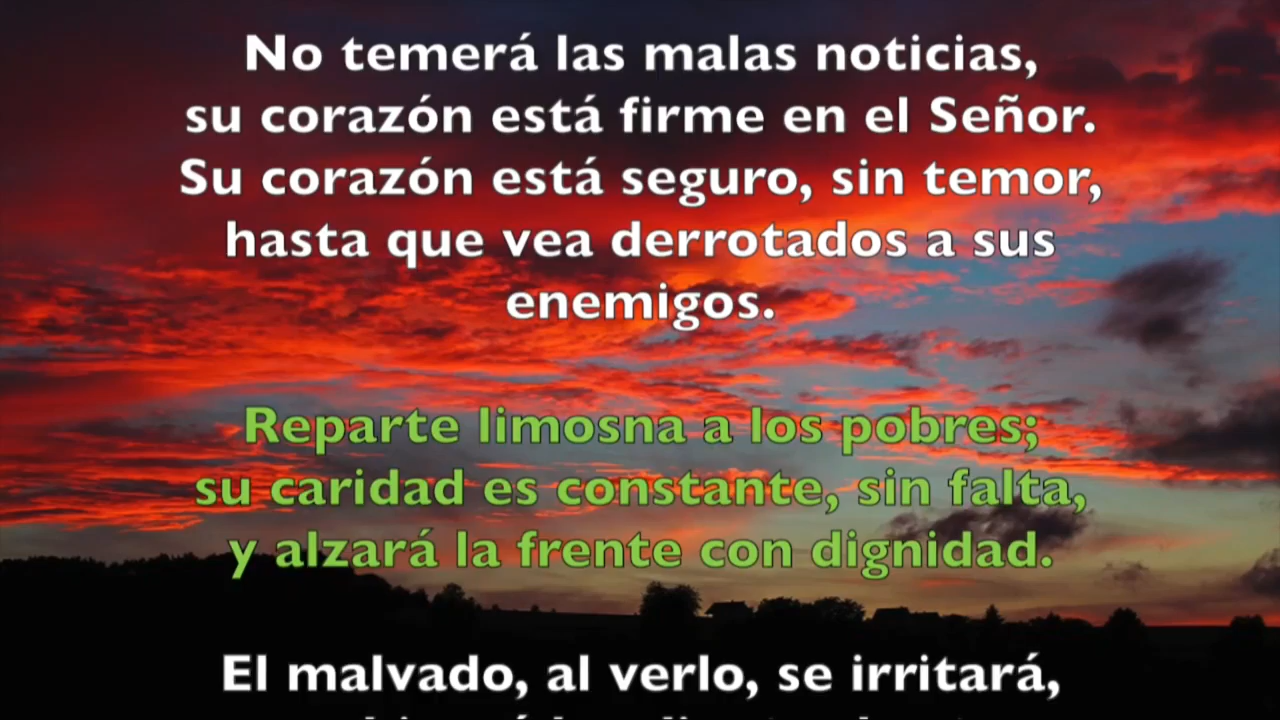 No temerá las malas noticias,
su corazón está firme en el Señor.
Su corazón está seguro, sin temor,
hasta que vea derrotados a sus
enemigos.
Reparte limosna a los pobres;
su caridad es constante, sin falta,
y alzará la frente con dignidad.
El malvado, al verlo, se irritará,